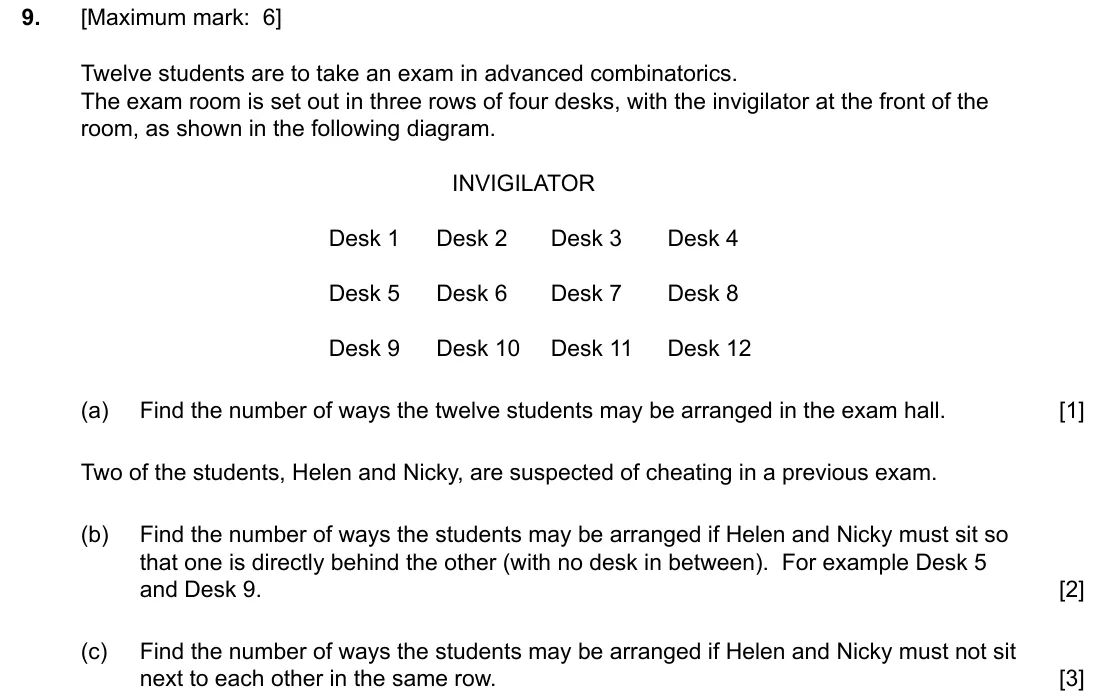 9. [Maximum mark: 6]
Twelve students are to take an exam in advanced combinatorics.
The exam room is set out in three rows of four desks, with the invigilator at the front of the
room, as shown in the following diagram.
INVIGILATOR
Desk 1 Desk 2 Desk 3 Desk 4
Desk 5 Desk 6 Desk 7 Desk 8
Desk 9 Desk 10 Desk 11 Desk 12
(a) Find the number of ways the twelve students may be arranged in the exam hall. [1]
Two of the students, Helen and Nicky, are suspected of cheating in a previous exam.
(b) Find the number of ways the students may be arranged if Helen and Nicky must sit so
that one is directly behind the other (with no desk in between). For example Desk 5
and Desk 9. [2]
(c) Find the number of ways the students may be arranged if Helen and Nicky must not sit
next to each other in the same row. [3]